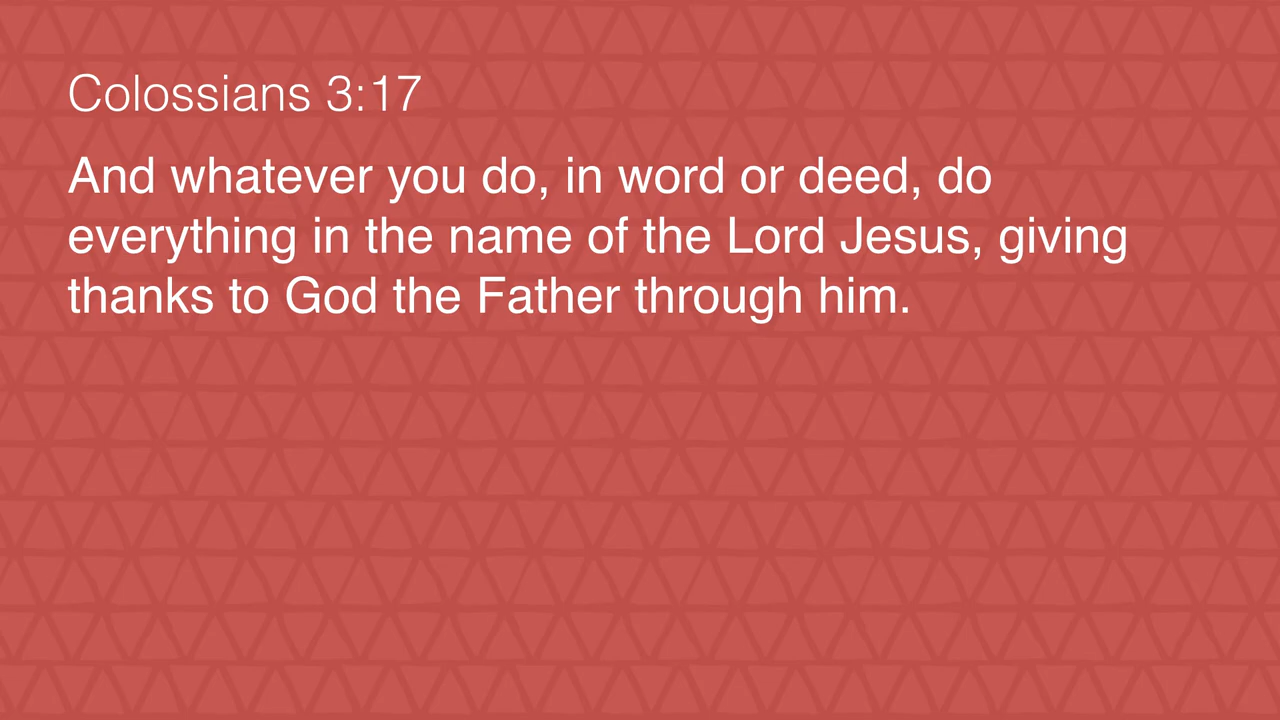 Colossians 3:17
And whatever you do, in word or deed, do
everything in the name of the Lord Jesus, giving
thanks to God the Father through him.